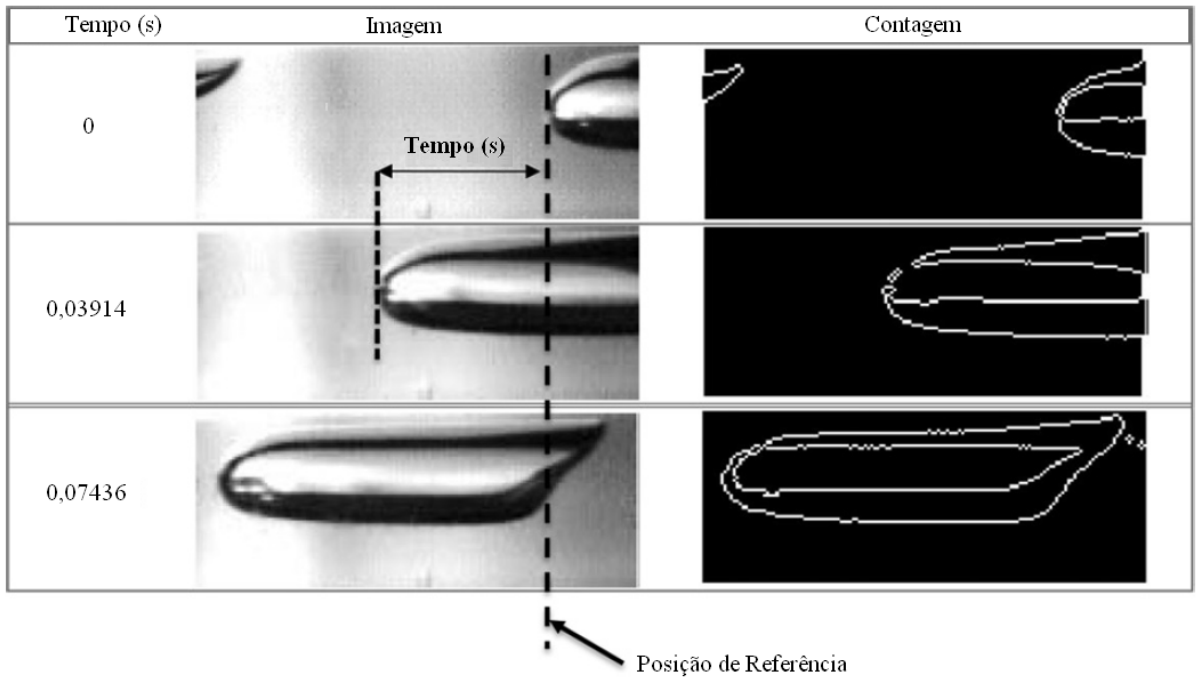 Tempo (s) Imagem Contagem
0
Tempo (s)
0,03914
0,07436
Posição de Referência